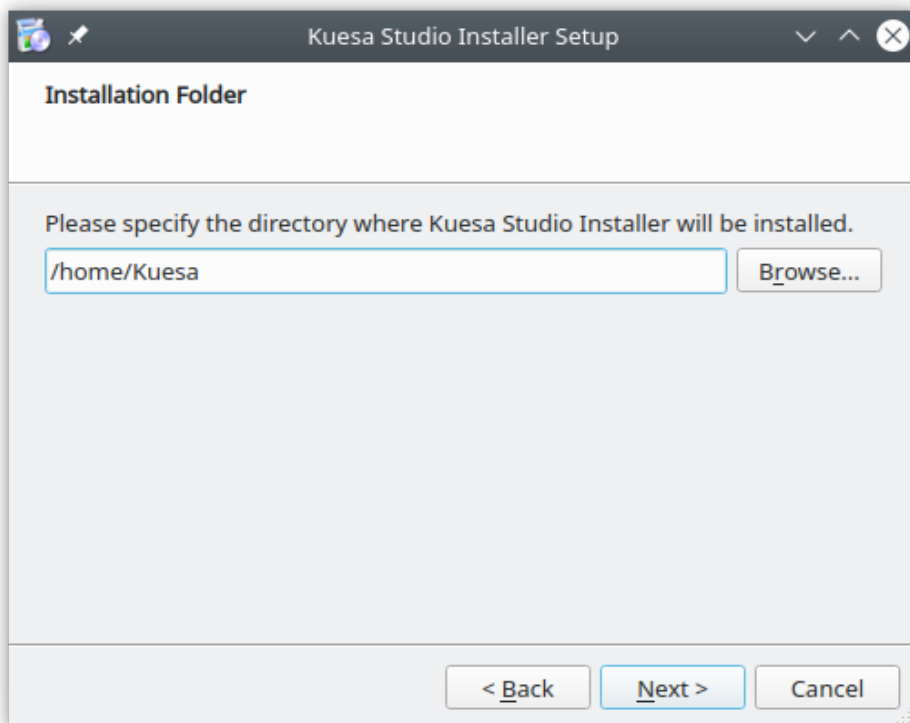 Kuesa Studio Installer Setup
Installation Folder
Please specify the directory where Kuesa Studio Installer will be installed.
/home/Kuesa
Browse...
< Back
Next >
Cancel